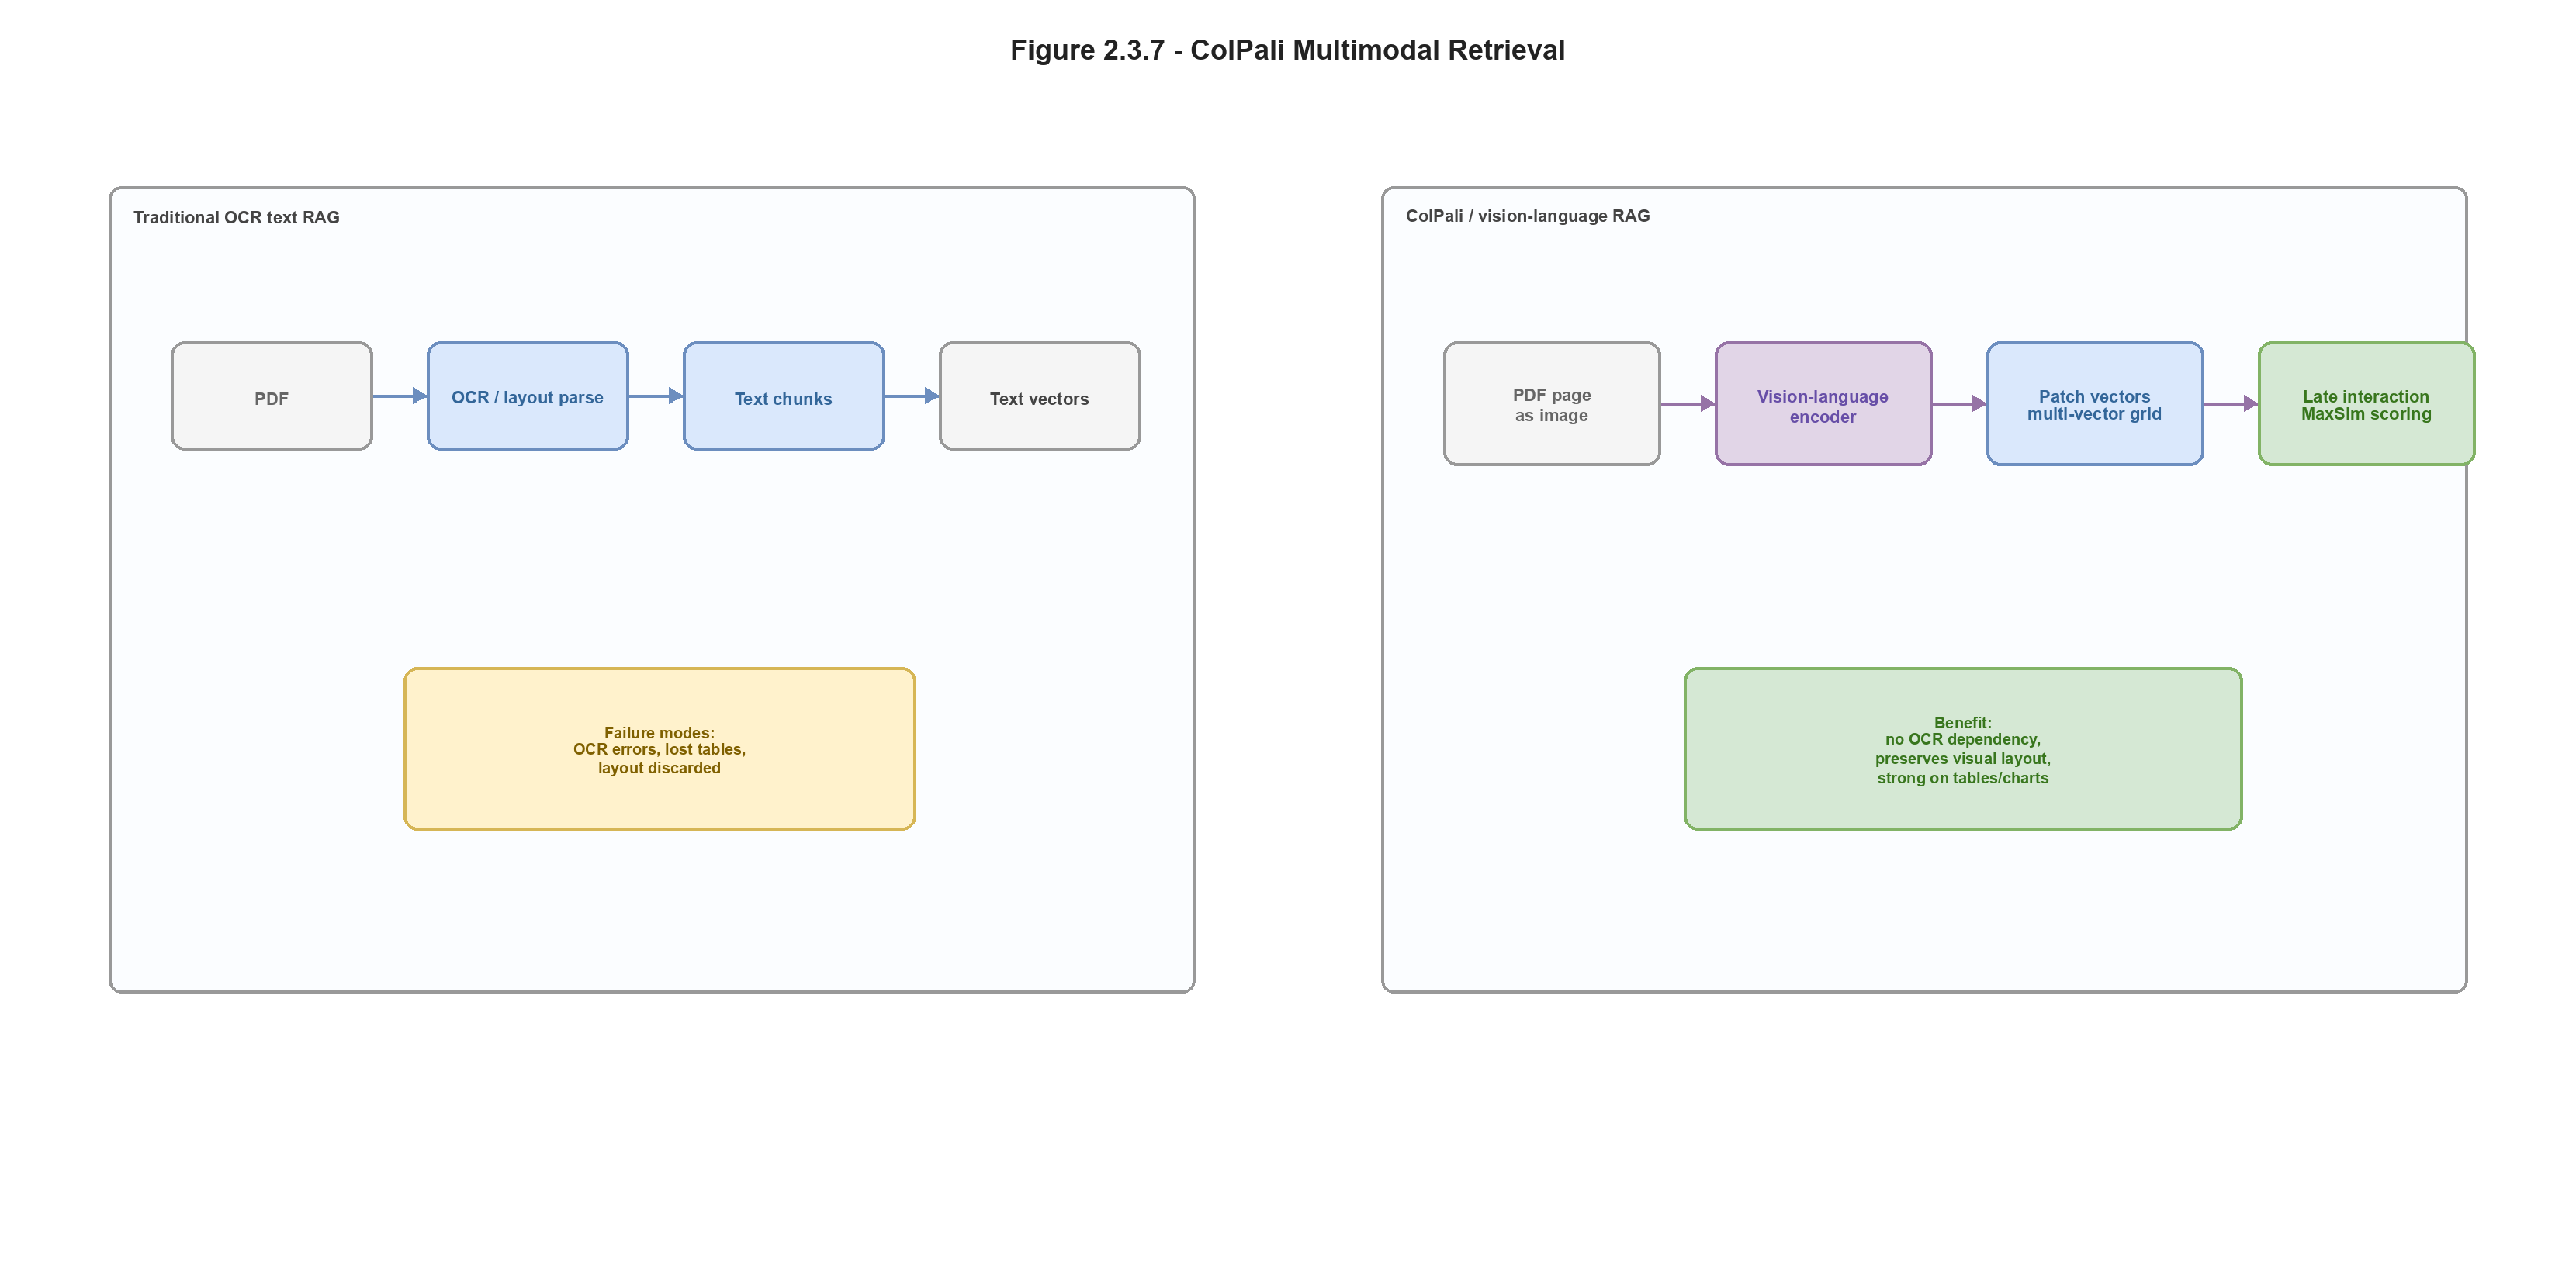 Figure 2.3.7 - ColPali Multimodal Retrieval
Traditional OCR text RAG
PDF
OCR / layout parse
Text chunks
Text vectors
Failure modes:
OCR errors, lost tables,
layout discarded
ColPali / vision-language RAG
PDF page
as image
Vision-language
encoder
Patch vectors
multi-vector grid
Late interaction
MaxSim scoring
Benefit:
no OCR dependency,
preserves visual layout,
strong on tables/charts